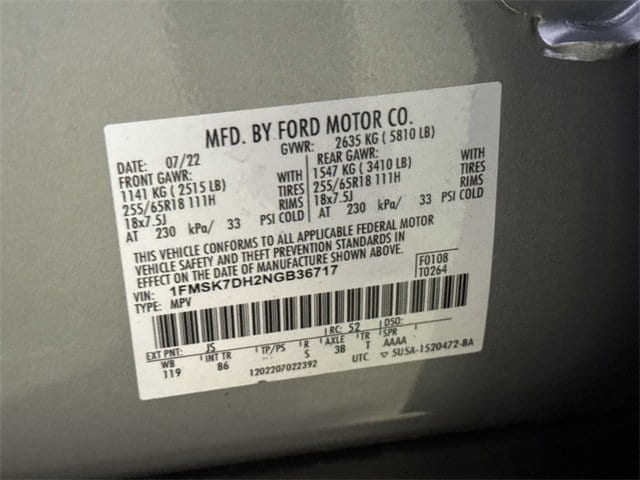 MFD. BY FORD MOTOR CO.
07/22 GVWR: 2635 KG ( 5810 LB)
FRONT GAWR: REAR GAWR:
1141 KG ( 2515 LB) WITH 1547 KG ( 3410 LB) WITH
255/65R18 111H TIRES 255/65R18 111H TIRES
18x7.5J RIMS 18x7.5J RIMS
AT 230 kPa/ 33 PSI COLD AT 230 kPa/ 33 PSI COLD
THIS VEHICLE CONFORMS TO ALL APPLICABLE FEDERAL MOTOR
VEHICLE SAFETY AND THEFT PREVENTION STANDARDS IN
EFFECT ON THE DATE OF MANUFACTURE SHOWN ABOVE.
VIN: 1FMSK7DH2NGB36717 F0108
TYPE: MPV T0264
EXT PNT: JS RC: 52 DSO:
WB INT TR TP/PS R AXLE TR SPR
119 B6 S 3B T AAAA
1202207022392 UTC ▽ 5USA-1520472-BA